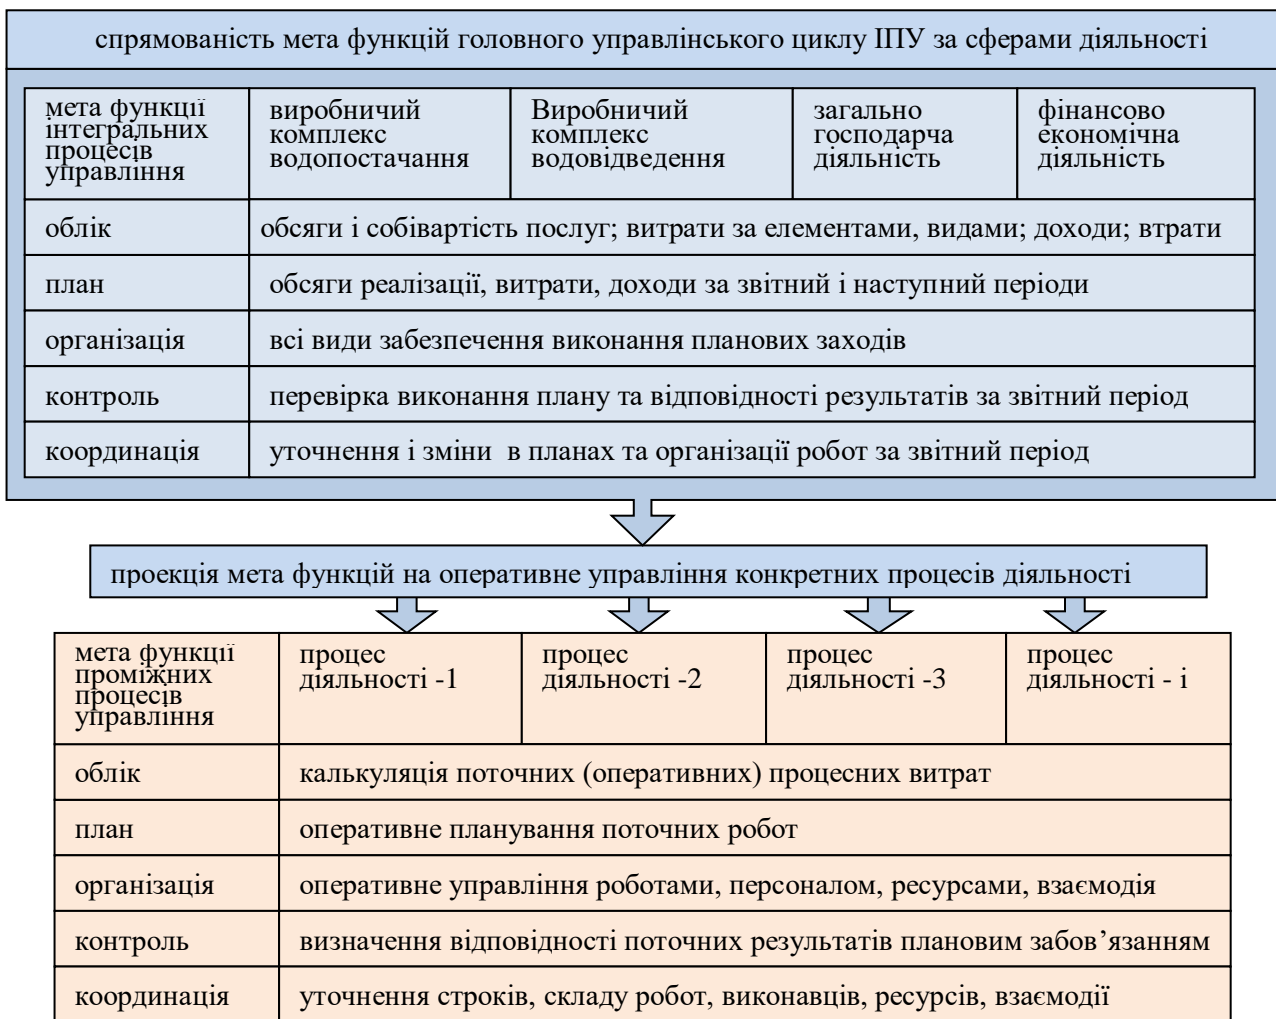 спрямованість мета функцій головного управлінського циклу ІПУ за сферами діяльності
мета функції
інтегральних
процесів
управління
виробничий
комплекс
водопостачання
Виробничий
комплекс
водовідведення
загально
господарча
діяльність
фінансово
економічна
діяльність
облік
обсяги і собівартість послуг; витрати за елементами, видами; доходи; втрати
план
обсяги реалізації, витрати, доходи за звітний і наступний періоди
організація
всі види забезпечення виконання планових заходів
контроль
перевірка виконання плану та відповідності результатів за звітний період
координація
уточнення і зміни  в планах та організації робот за звітний період
проекція мета функцій на оперативне управління конкретних процесів діяльності
мета функції
проміжних
процесів
управління
процес
діяльності -1
процес
діяльності -2
процес
діяльності -3
процес
діяльності - і
облік
калькуляція поточних (оперативних) процесних витрат
план
оперативне планування поточних робот
організація
оперативне управління роботами, персоналом, ресурсами, взаємодія
контроль
визначення відповідності поточних результатів плановим забов’язанням
координація
уточнення строків, складу робот, виконавців, ресурсів, взаємодії